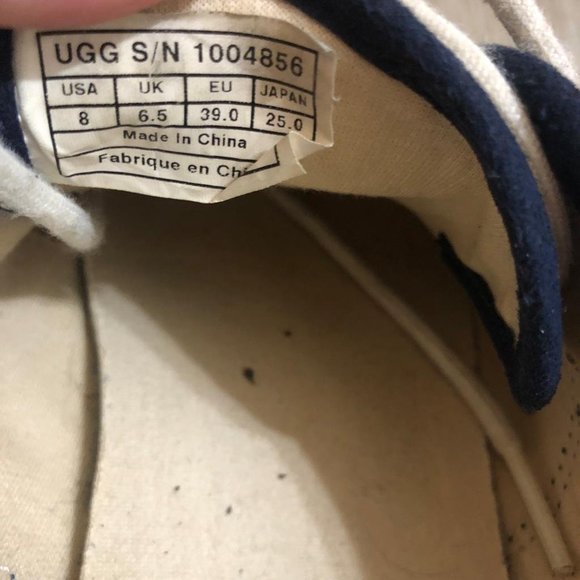 UGG S/N 1004856
USA UK EU JAPAN
8 6.5 39.0 25.0
Made In China
Fabrique en